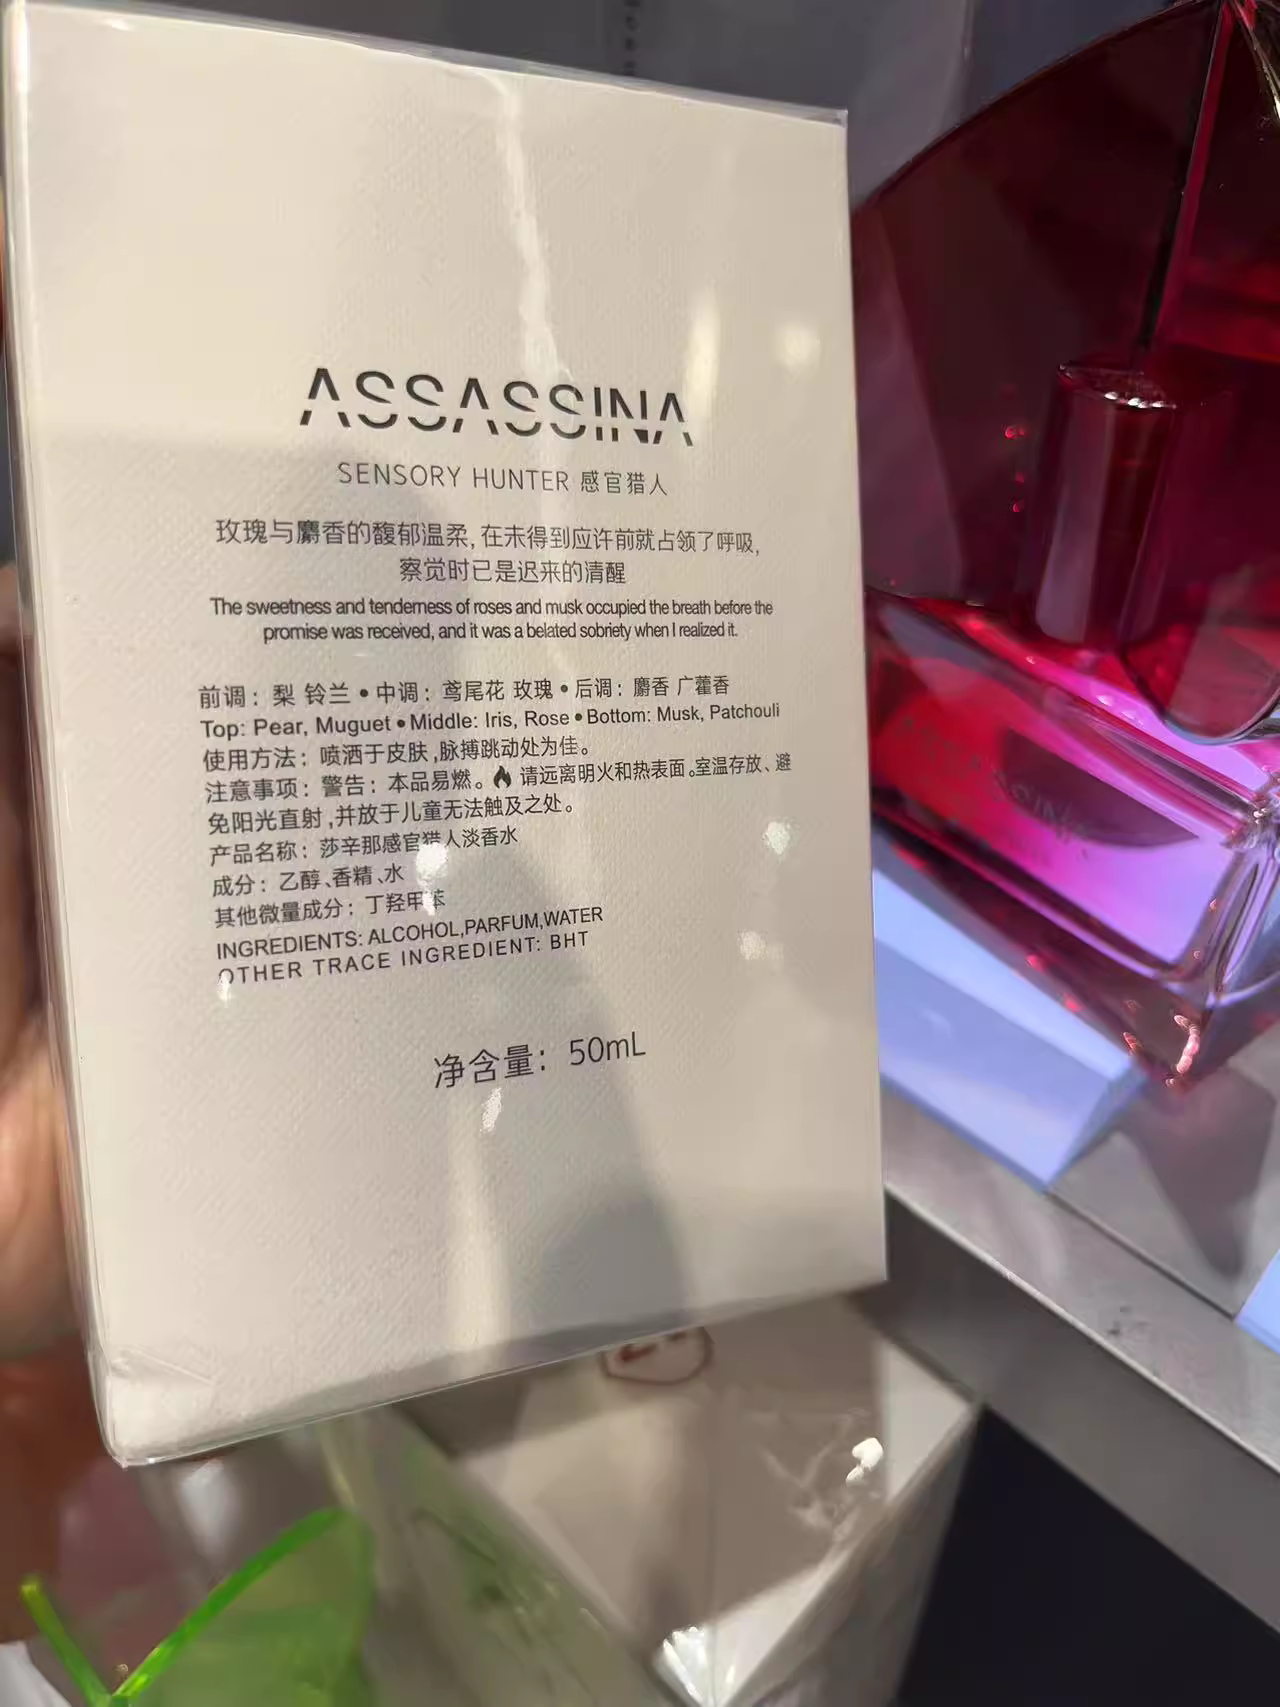 ASSASSINA
SENSORY HUNTER 感官猎人
玫瑰与麝香的馥郁温柔,在未得到应许前就占领了呼吸,
察觉时已是迟来的清醒
The sweetness and tenderness of roses and musk occupied the breath before the
promise was received, and it was a belated sobriety when I realized it.
前调：梨 铃兰•中调：鸢尾花 玫瑰•后调：麝香 广藿香
Top: Pear, Muguet•Middle: Iris, Rose•Bottom: Musk, Patchouli
使用方法：喷洒于皮肤,脉搏跳动处为佳。
注意事项：警告：本品易燃。请远离明火和热表面。室温存放、避
免阳光直射,并放于儿童无法触及之处。
产品名称：莎辛那感官猎人淡香水
成分：乙醇、香精、水
其他微量成分：丁羟甲苯
INGREDIENTS: ALCOHOL,PARFUM,WATER
OTHER TRACE INGREDIENT: BHT
净含量：50mL